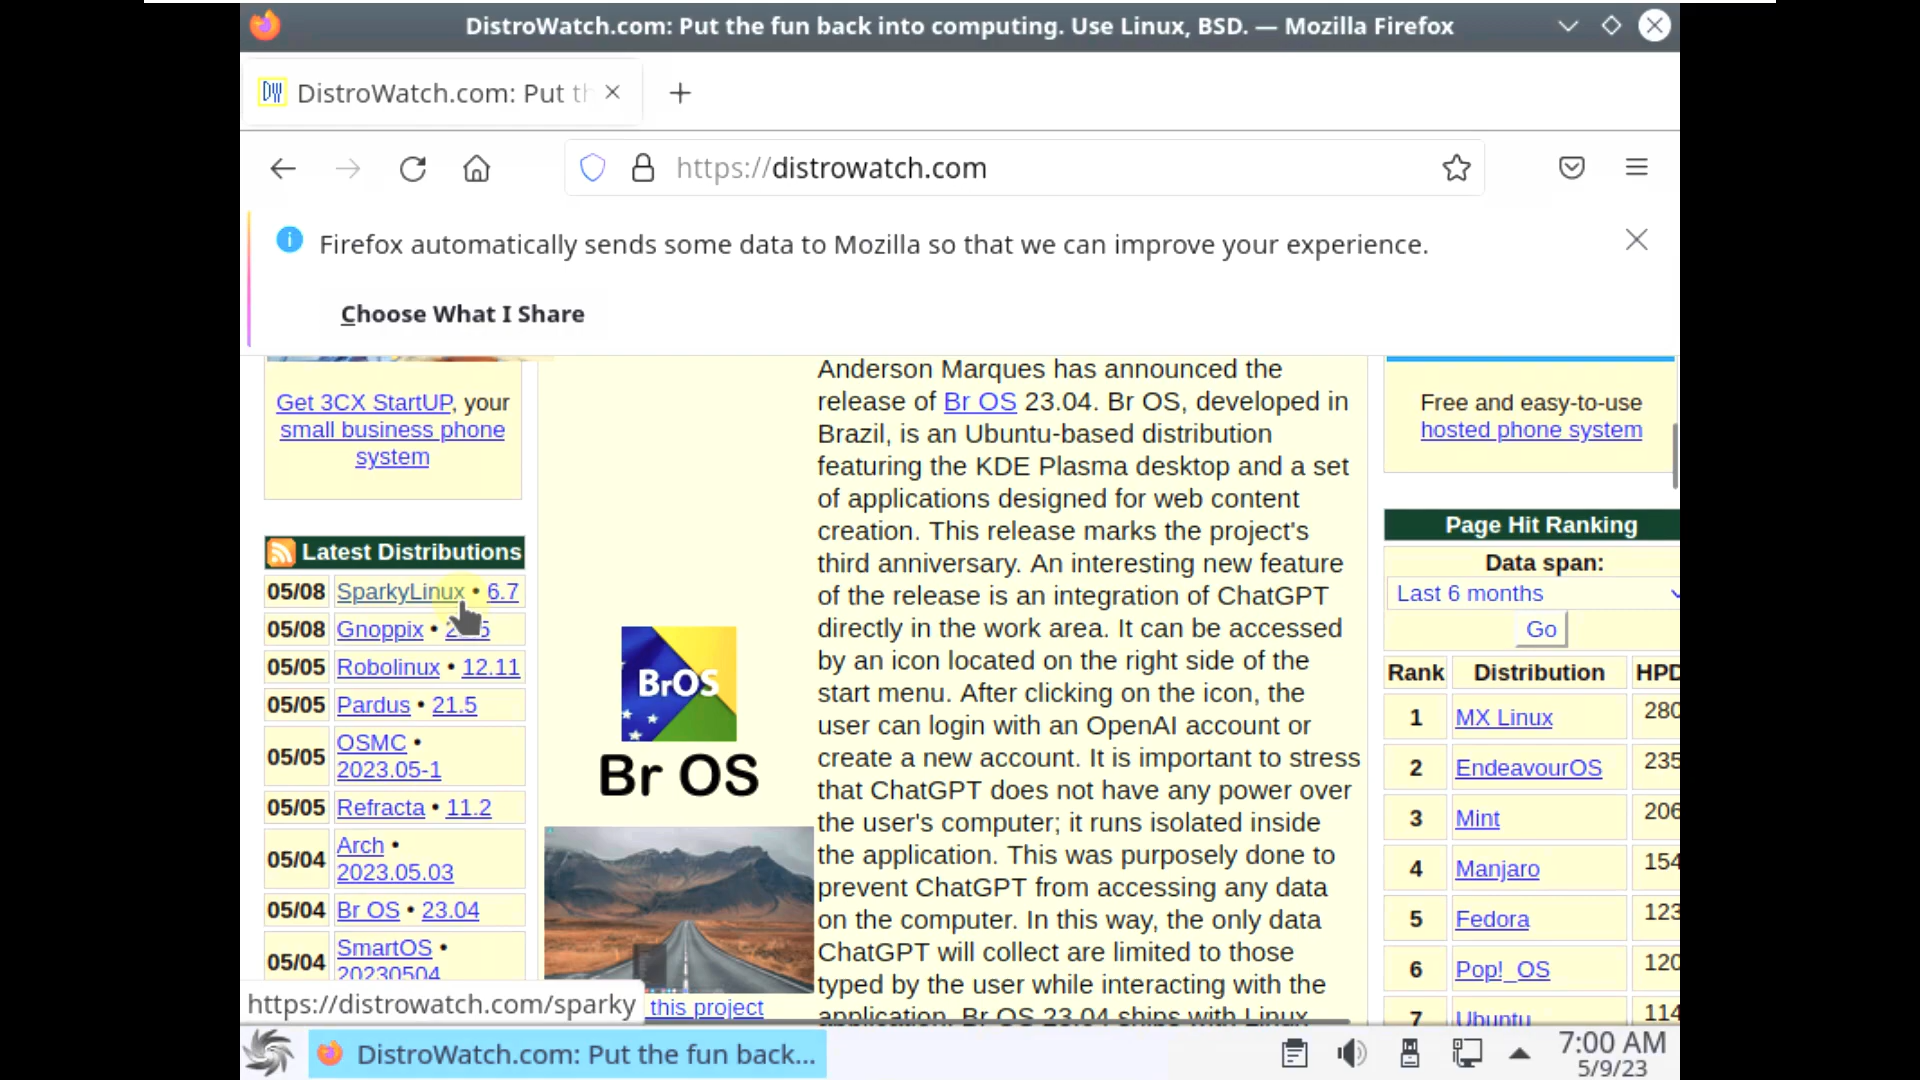 DistroWatch.com: Put the fun back into computing. Use Linux, BSD. — Mozilla Firefox
DW DistroWatch.com: Put th
https://distrowatch.com
Firefox automatically sends some data to Mozilla so that we can improve your experience.
Choose What I Share
Get 3CX StartUP, your
small business phone
system
Latest Distributions
05/08 SparkyLinux • 6.7
05/08 Gnoppix •
05/05 Robolinux • 12.11
05/05 Pardus • 21.5
05/05 OSMC •
2023.05-1
05/05 Refracta • 11.2
05/04 Arch •
2023.05.03
05/04 Br OS • 23.04
05/04 SmartOS •
20230504
https://distrowatch.com/sparky
BrOS
Br OS
this project
Anderson Marques has announced the
release of Br OS 23.04. Br OS, developed in
Brazil, is an Ubuntu-based distribution
featuring the KDE Plasma desktop and a set
of applications designed for web content
creation. This release marks the project's
third anniversary. An interesting new feature
of the release is an integration of ChatGPT
directly in the work area. It can be accessed
by an icon located on the right side of the
start menu. After clicking on the icon, the
user can login with an OpenAI account or
create a new account. It is important to stress
that ChatGPT does not have any power over
the user's computer; it runs isolated inside
the application. This was purposely done to
prevent ChatGPT from accessing any data
on the computer. In this way, the only data
ChatGPT will collect are limited to those
typed by the user while interacting with the
application. Br OS 23.04 ships with Linux
Free and easy-to-use
hosted phone system
Page Hit Ranking
Data span:
Last 6 months
Go
Rank Distribution HPD
1 MX Linux 280
2 EndeavourOS 235
3 Mint 206
4 Manjaro 154
5 Fedora 123
6 Pop!_OS 120
7 Ubuntu 114
DistroWatch.com: Put the fun back...
7:00 AM
5/9/23